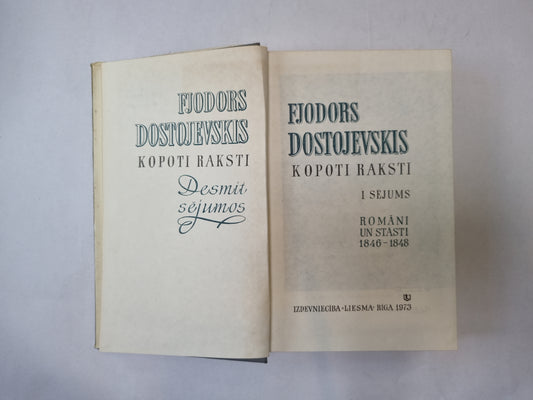 FJODORS
DOSTOJEVSKIS
KOPOTI RAKSTI
Desmit
sējumos
FJODORS
DOSTOJEVSKIS
KOPOTI RAKSTI
I SĒJUMS
ROMĀNI
UN STĀSTI
1846-1848
IZDEVNIECĪBA «LIESMA» RĪGĀ 1973